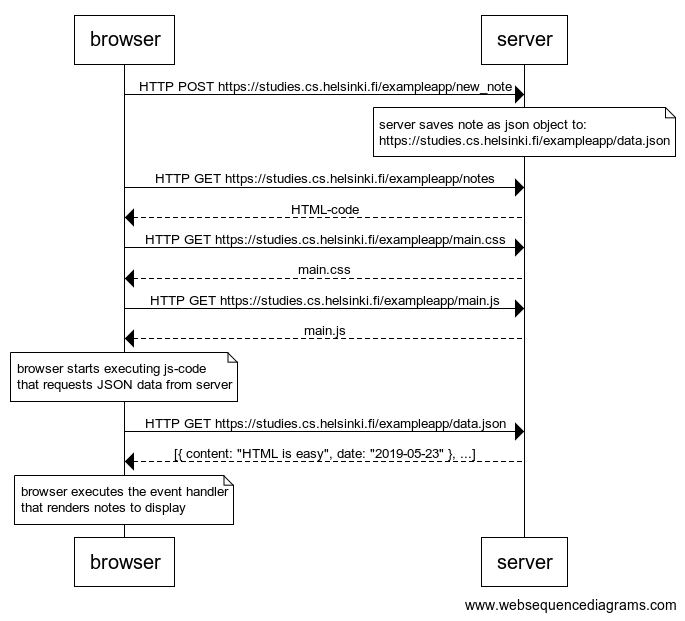 browser
server
HTTP POST https://studies.cs.helsinki.fi/exampleapp/new_note
server saves note as json object to:
https://studies.cs.helsinki.fi/exampleapp/data.json
HTTP GET https://studies.cs.helsinki.fi/exampleapp/notes
HTML-code
HTTP GET https://studies.cs.helsinki.fi/exampleapp/main.css
main.css
HTTP GET https://studies.cs.helsinki.fi/exampleapp/main.js
main.js
browser starts executing js-code
that requests JSON data from server
HTTP GET https://studies.cs.helsinki.fi/exampleapp/data.json
[{ content: "HTML is easy", date: "2019-05-23" }, ...]
browser executes the event handler
that renders notes to display
browser
server
www.websequencediagrams.com